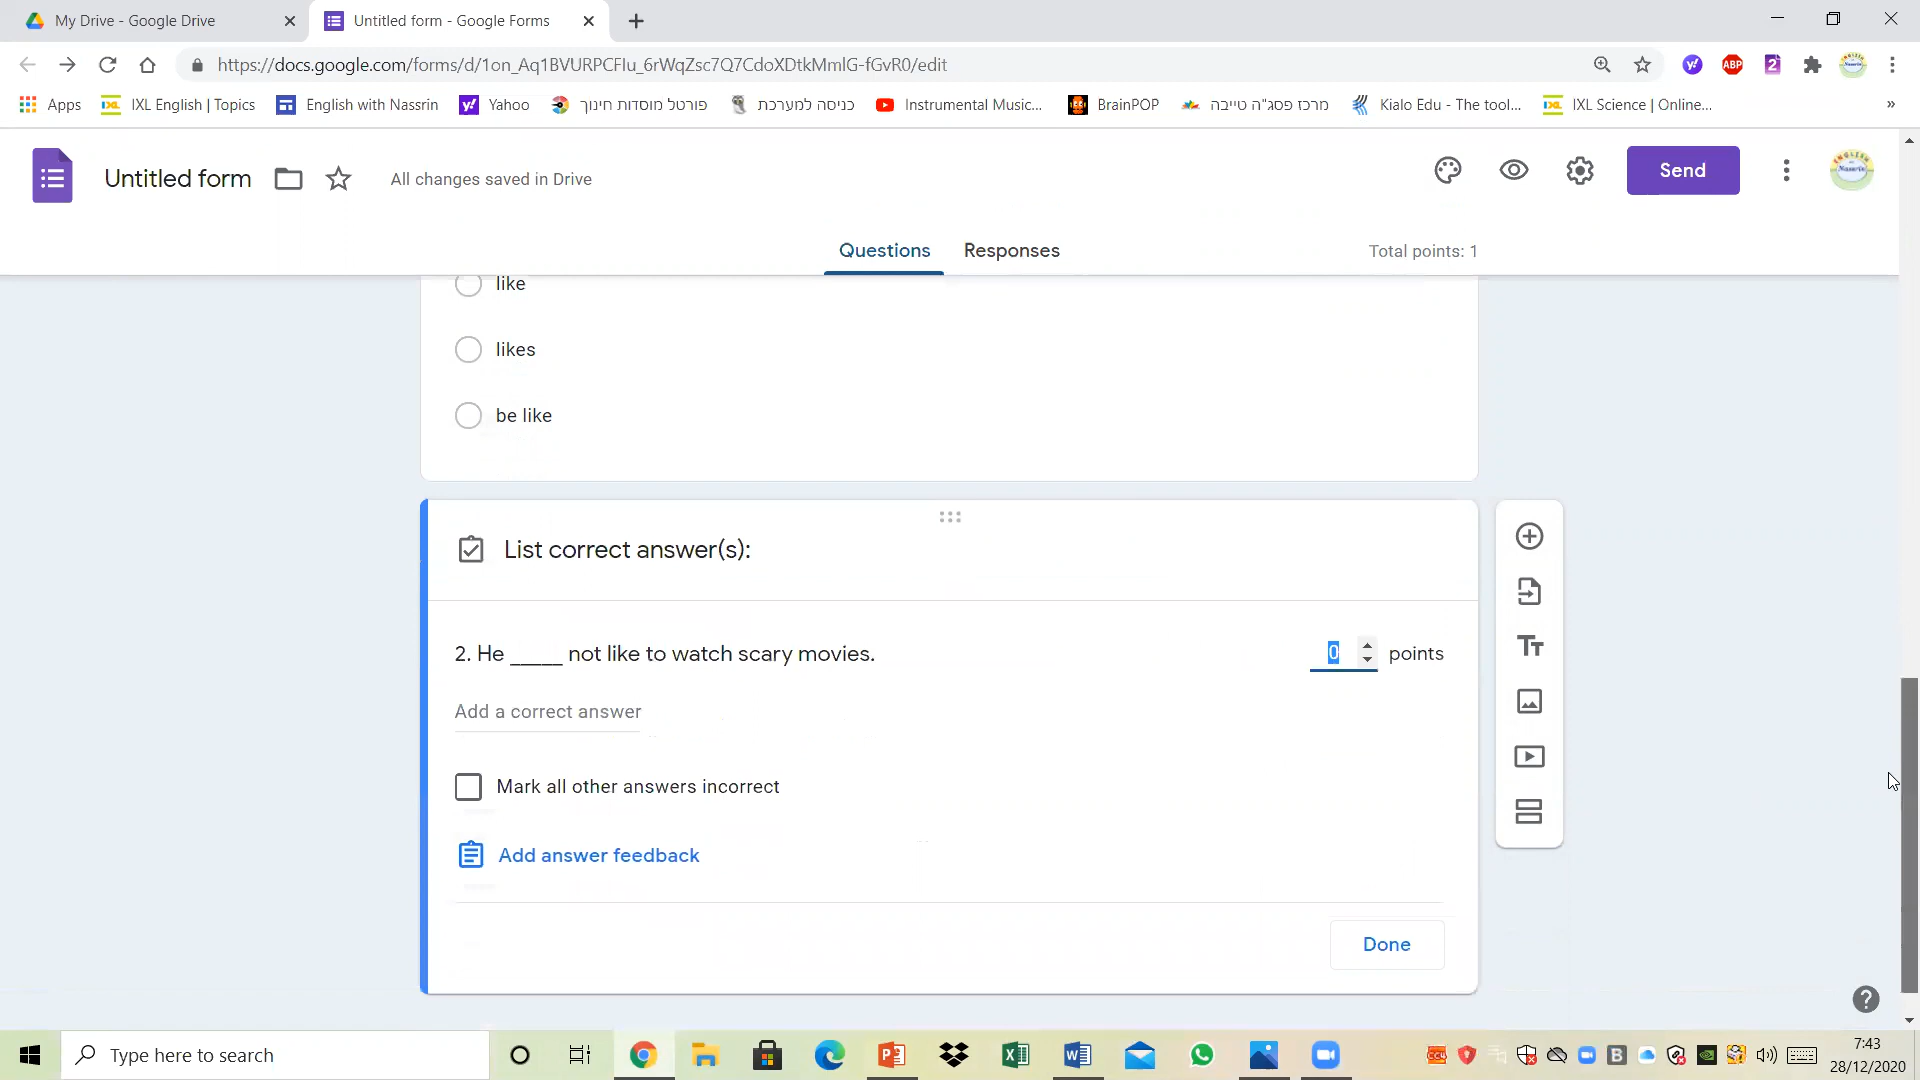 My Drive - Google Drive
Untitled form - Google Forms
https://docs.google.com/forms/d/1on_Aq1BVURPCFIu_6rWqZsc7Q7CdoXDtkMmlG-fGvR0/edit
ABP
2
Apps
IXL English | Topics
English with Nassrin
Yahoo
פורטל מוסדות חינוך
כניסה למערכת
Instrumental Music...
BrainPOP
מרכז פסג"ה טייבה
Kialo Edu - The tool...
IXL Science | Online...
»
Untitled form
All changes saved in Drive
Send
Questions
Responses
Total points: 1
like
likes
be like
List correct answer(s):
2. He _____ not like to watch scary movies.
0
points
Add a correct answer
Mark all other answers incorrect
Add answer feedback
Done
Type here to search
7:43
28/12/2020